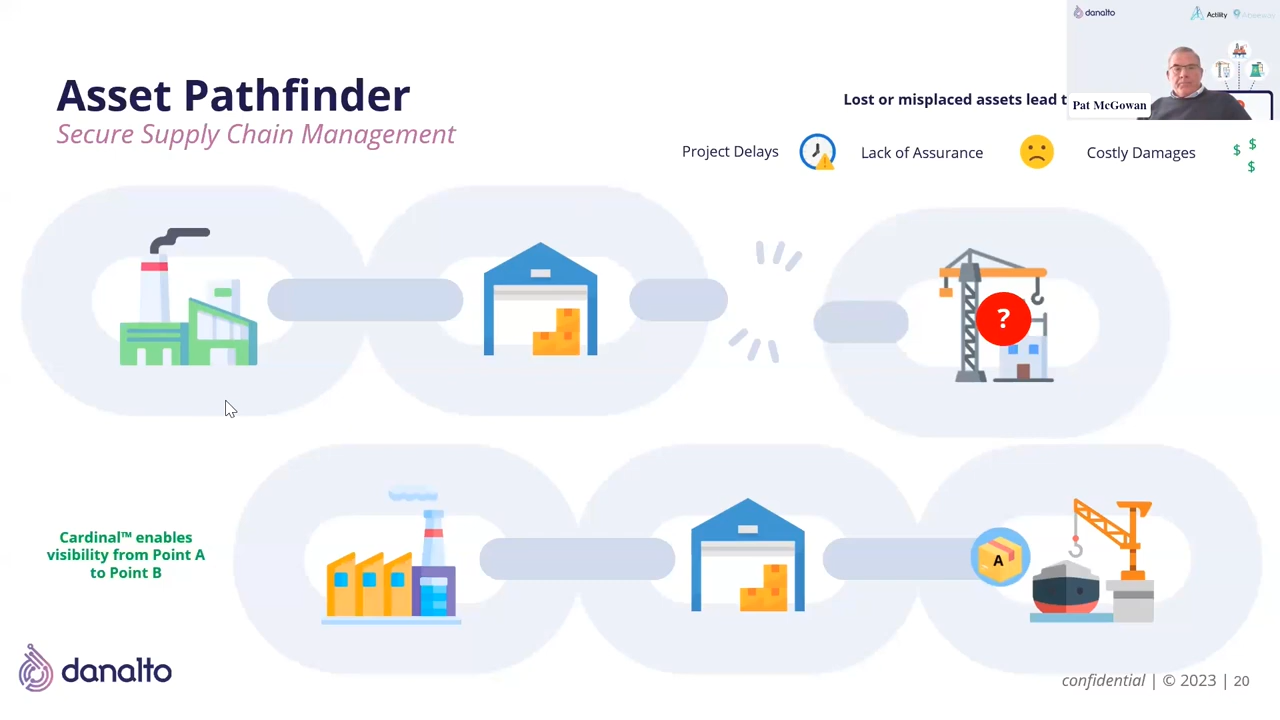 danalto
Actility
Asset Pathfinder
Secure Supply Chain Management
Lost or misplaced assets lead t
Pat McGowan
Project Delays
Lack of Assurance
Costly Damages
$ $
$
?
Cardinal™ enables
visibility from Point A
to Point B
A
danalto
confidential | © 2023 | 20